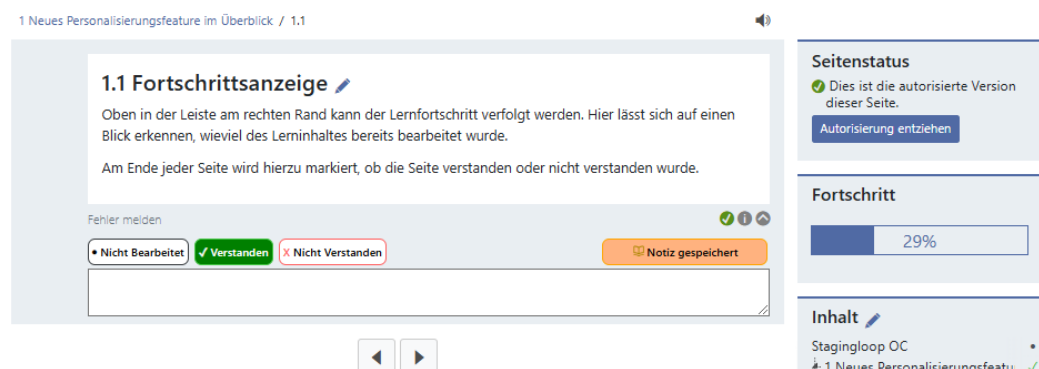 1 Neues Personalisierungsfeature im Überblick / 1.1
1.1 Fortschrittsanzeige
Oben in der Leiste am rechten Rand kann der Lernfortschritt verfolgt werden. Hier lässt sich auf einen
Blick erkennen, wieviel des Lerninhaltes bereits bearbeitet wurde.
Am Ende jeder Seite wird hierzu markiert, ob die Seite verstanden oder nicht verstanden wurde.
Fehler melden
• Nicht Bearbeitet
✓ Verstanden
X Nicht Verstanden
Notiz gespeichert
Seitenstatus
Dies ist die autorisierte Version
dieser Seite.
Autorisierung entziehen
Fortschritt
29%
Inhalt
Stagingloop OC •
1 Neues Personalisierungsfeatu ✓